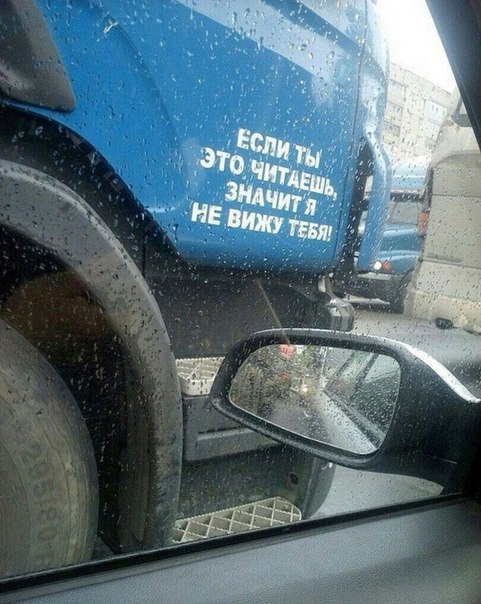 ЕСЛИ ТЫ
ЭТО ЧИТАЕШЬ,
ЗНАЧИТ Я
НЕ ВИЖУ ТЕБЯ!